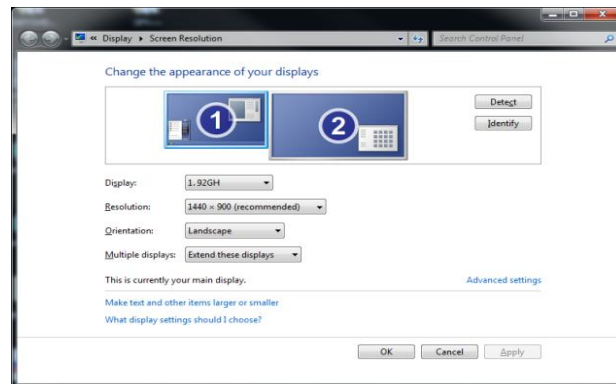 « Display ▸ Screen Resolution Search Control Panel
Change the appearance of your displays
1 2
Detect
Identify
Display: 1.92GH
Resolution: 1440 × 900 (recommended)
Orientation: Landscape
Multiple displays: Extend these displays
This is currently your main display. Advanced settings
Make text and other items larger or smaller
What display settings should I choose?
OK Cancel Apply